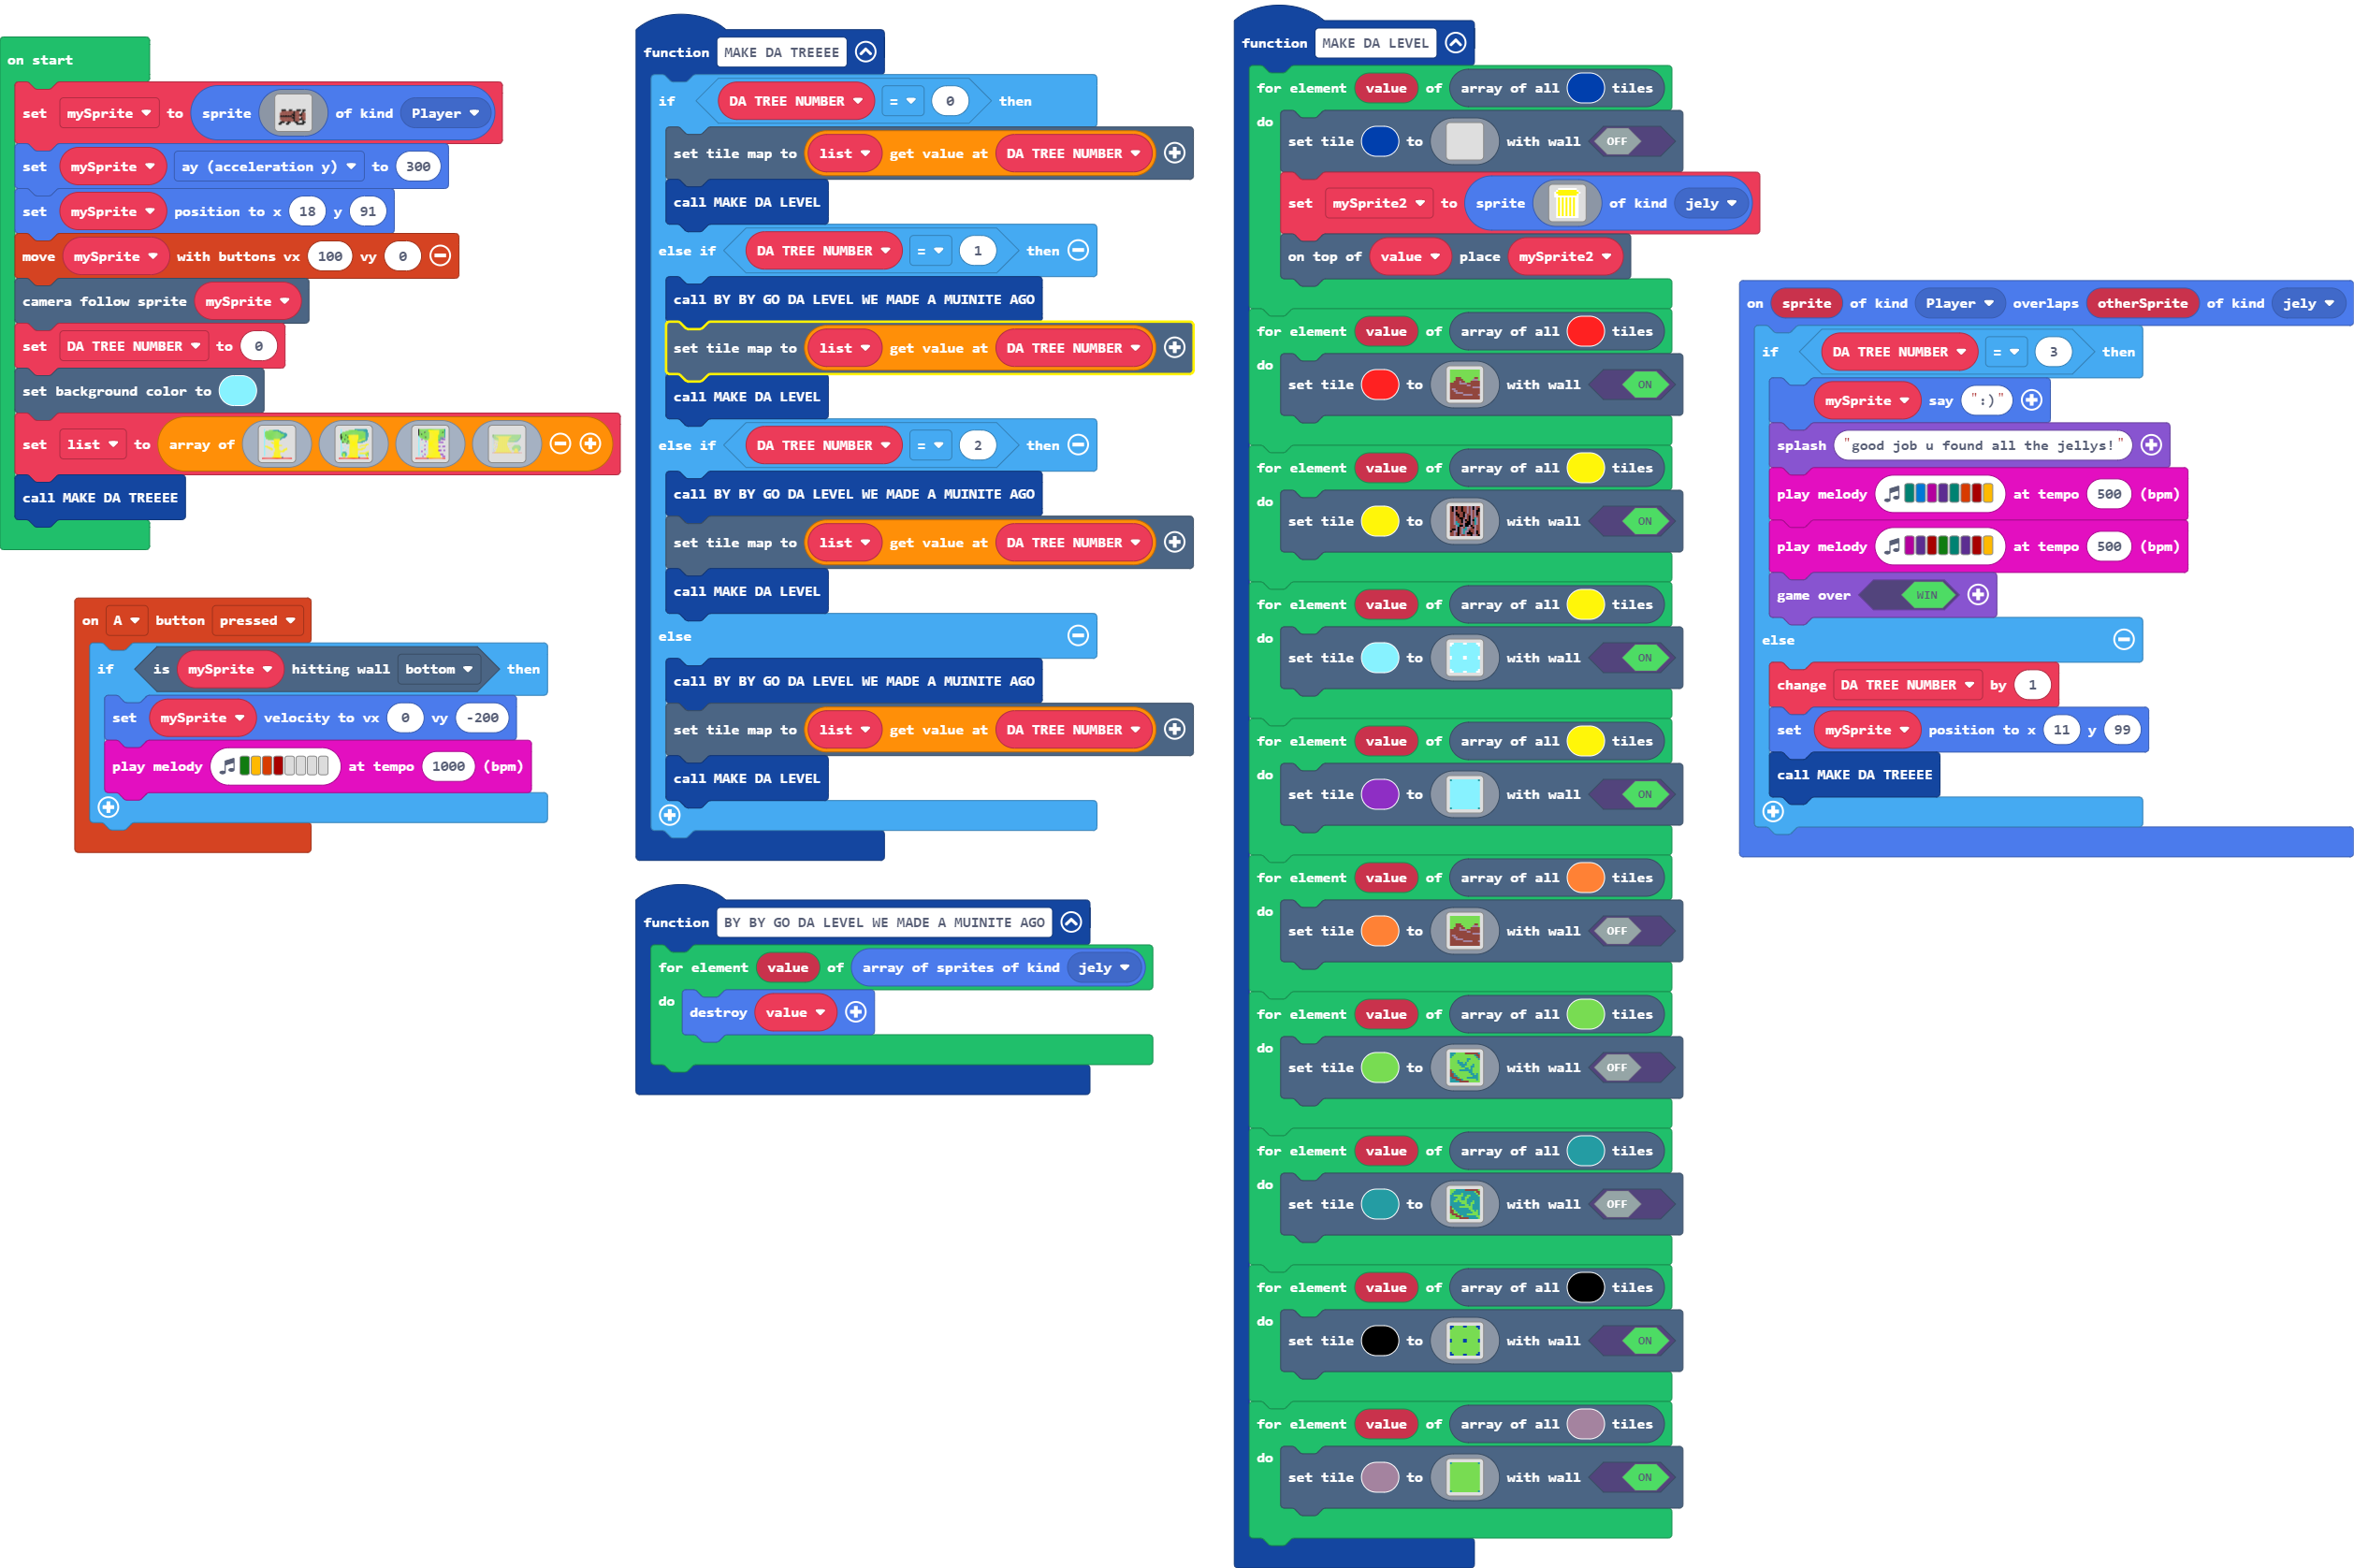 on start
set mySprite to sprite of kind Player
set mySprite ay (acceleration y) to 300
set mySprite position to x 18 y 91
move mySprite with buttons vx 100 vy 0
camera follow sprite mySprite
set DA TREE NUMBER to 0
set background color to
set list to array of
call MAKE DA TREEEE
on A button pressed
if is mySprite hitting wall bottom then
set mySprite velocity to vx 0 vy -200
play melody at tempo 1000 (bpm)
function MAKE DA TREEEE
if DA TREE NUMBER = 0 then
set tile map to list get value at DA TREE NUMBER
call MAKE DA LEVEL
else if DA TREE NUMBER = 1 then
call BY BY GO DA LEVEL WE MADE A MUINITE AGO
set tile map to list get value at DA TREE NUMBER
call MAKE DA LEVEL
else if DA TREE NUMBER = 2 then
call BY BY GO DA LEVEL WE MADE A MUINITE AGO
set tile map to list get value at DA TREE NUMBER
call MAKE DA LEVEL
else
call BY BY GO DA LEVEL WE MADE A MUINITE AGO
set tile map to list get value at DA TREE NUMBER
call MAKE DA LEVEL
function BY BY GO DA LEVEL WE MADE A MUINITE AGO
for element value of array of sprites of kind jely
do
destroy value
function MAKE DA LEVEL
for element value of array of all tiles
do
set tile to with wall OFF
set mySprite2 to sprite of kind jely
on top of value place mySprite2
for element value of array of all tiles
do
set tile to with wall ON
for element value of array of all tiles
do
set tile to with wall ON
for element value of array of all tiles
do
set tile to with wall ON
for element value of array of all tiles
do
set tile to with wall ON
for element value of array of all tiles
do
set tile to with wall OFF
for element value of array of all tiles
do
set tile to with wall OFF
for element value of array of all tiles
do
set tile to with wall OFF
for element value of array of all tiles
do
set tile to with wall ON
for element value of array of all tiles
do
set tile to with wall ON
on sprite of kind Player overlaps otherSprite of kind jely
if DA TREE NUMBER = 3 then
mySprite say ":)"
splash "good job u found all the jellys!"
play melody at tempo 500 (bpm)
play melody at tempo 500 (bpm)
game over WIN
else
change DA TREE NUMBER by 1
set mySprite position to x 11 y 99
call MAKE DA TREEEE